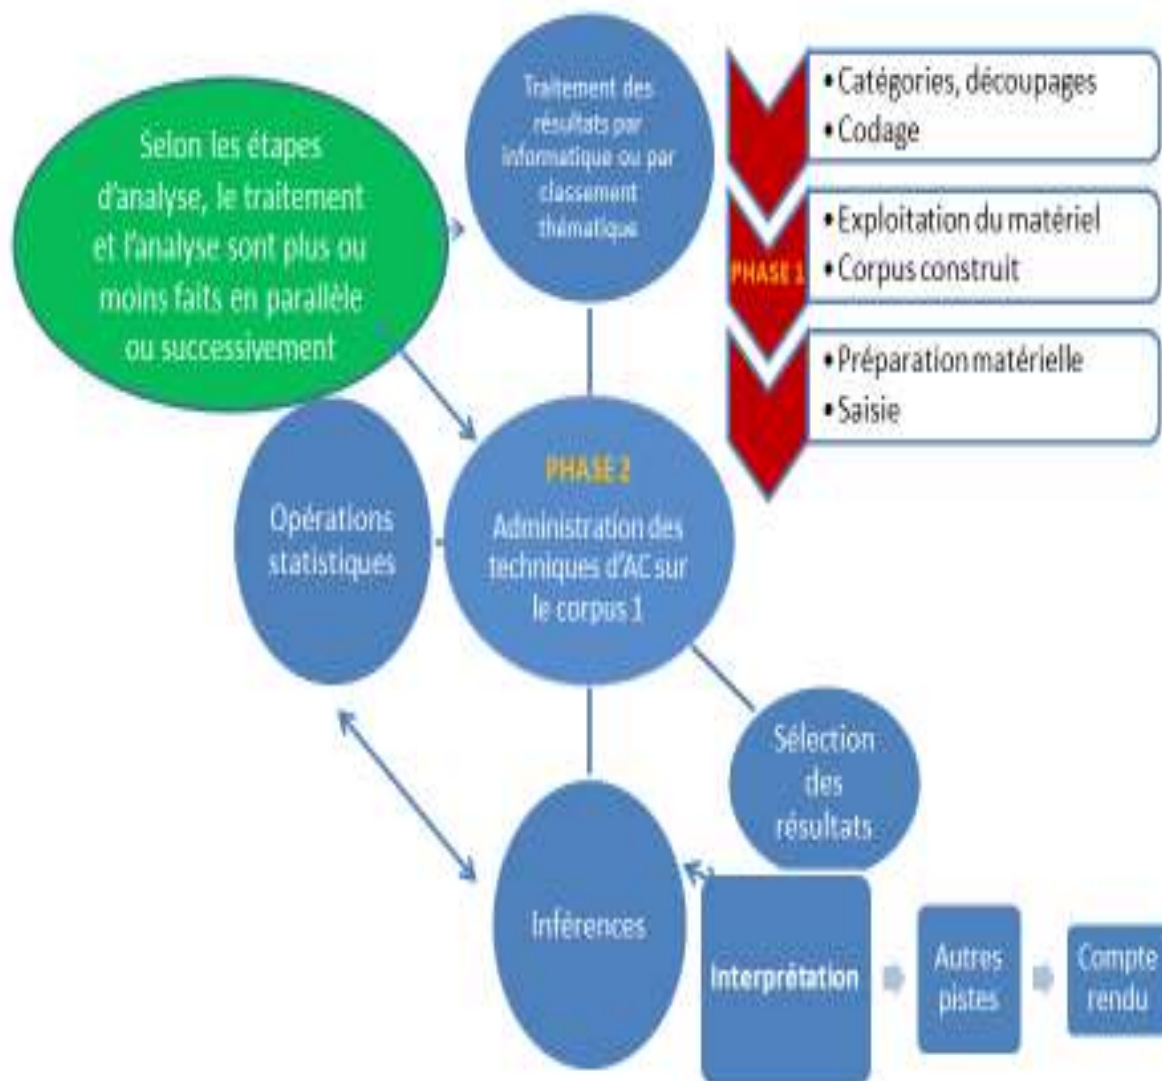 Traitement des
résultats par
informatique ou par
classement
thématique
Selon les étapes
d'analyse, le traitement
et l'analyse sont plus ou
moins faits en parallèle
ou successivement
•Catégories, découpages
•Codage
PHASE 1
•Exploitation du matériel
•Corpus construit
•Préparation matérielle
•Saisie
Opérations
statistiques
PHASE 2
Administration des
techniques d'AC sur
le corpus 1
Sélection
des
résultats
Inférences
Interprétation
Autres
pistes
Compte
rendu